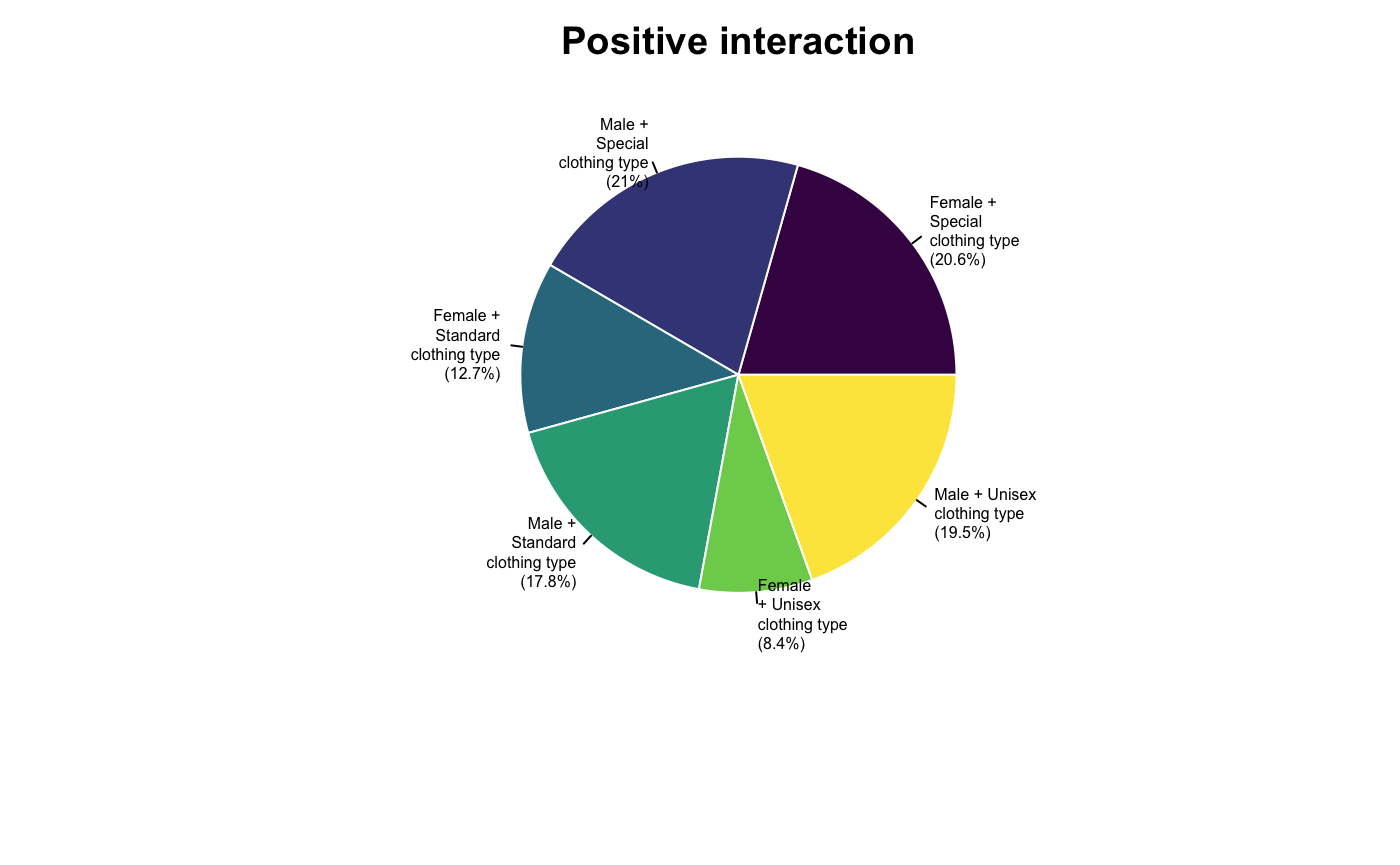 Positive interaction
Male +
Special
clothing type
(21%)
Female +
Special
clothing type
(20.6%)
Female +
Standard
clothing type
(12.7%)
Male + Unisex
clothing type
(19.5%)
Male +
Standard
clothing type
(17.8%)
Female
+ Unisex
clothing type
(8.4%)